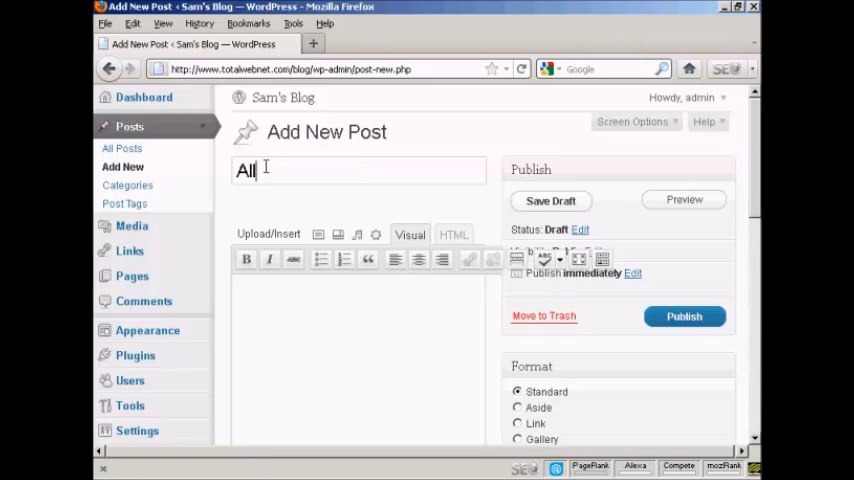 Add New Post ‹ Sam's Blog — WordPress - Mozilla Firefox
File Edit View History Bookmarks Tools Help
Add New Post ‹ Sam's Blog — WordPress
http://www.totalwebnet.com/blog/wp-admin/post-new.php
Google
SEO
Dashboard
Posts
All Posts
Add New
Categories
Post Tags
Media
Links
Pages
Comments
Appearance
Plugins
Users
Tools
Settings
Sam's Blog
Howdy, admin
Screen Options
Help
Add New Post
All
Upload/Insert
Visual
HTML
B I ABC
ABC
Publish
Save Draft
Preview
Status: Draft Edit
Publish immediately Edit
Move to Trash
Publish
Format
Standard
Aside
Link
Gallery
SEO
PageRank
Alexa
Compete
mozRank